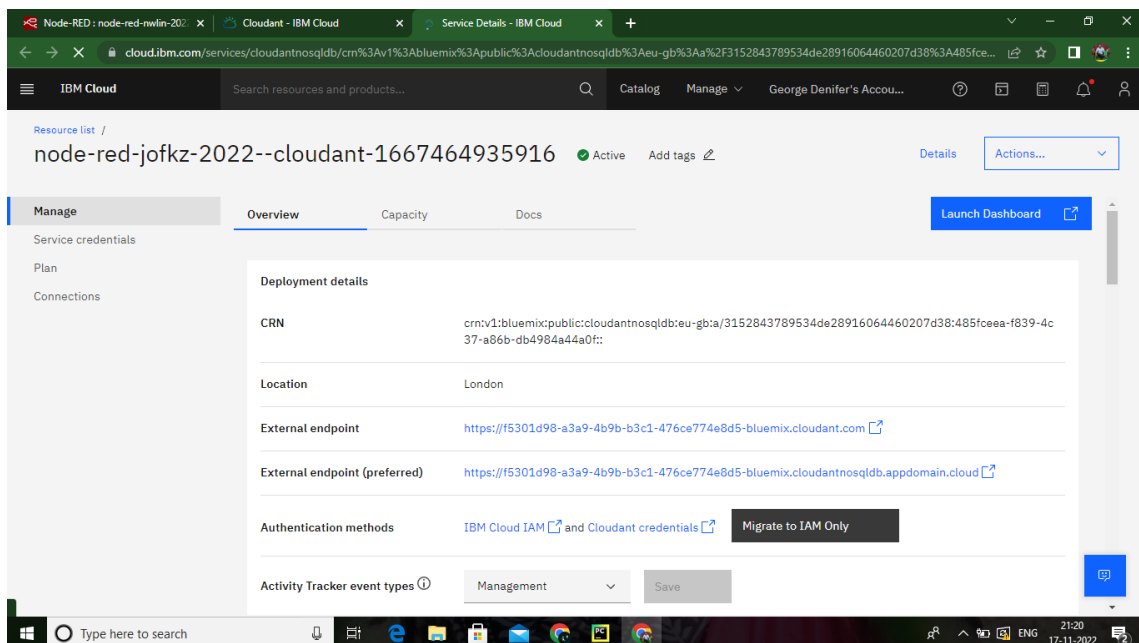 Node-RED : node-red-nwlin-202
Cloudant - IBM Cloud
Service Details - IBM Cloud
cloud.ibm.com/services/cloudantnosqldb/crn%3Av1%3Abluemix%3Apublic%3Acloudantnosqldb%3Aeu-gb%3Aa%2F3152843789534de28916064460207d38%3A485fce...
IBM Cloud
Search resources and products...
Catalog
Manage
George Denifer's Accou...
Resource list /
node-red-jofkz-2022--cloudant-1667464935916
Active
Add tags
Details
Actions...
Manage
Service credentials
Plan
Connections
Overview
Capacity
Docs
Launch Dashboard
Deployment details
CRN
crn:v1:bluemix:public:cloudantnosqldb:eu-gb:a/3152843789534de28916064460207d38:485fceea-f839-4c
37-a86b-db4984a44a0f::
Location
London
External endpoint
https://f5301d98-a3a9-4b9b-b3c1-476ce774e8d5-bluemix.cloudant.com
External endpoint (preferred)
https://f5301d98-a3a9-4b9b-b3c1-476ce774e8d5-bluemix.cloudantnosqldb.appdomain.cloud
Authentication methods
IBM Cloud IAM and Cloudant credentials
Migrate to IAM Only
Activity Tracker event types
Management
Save
Type here to search
ENG
21:20
17-11-2022